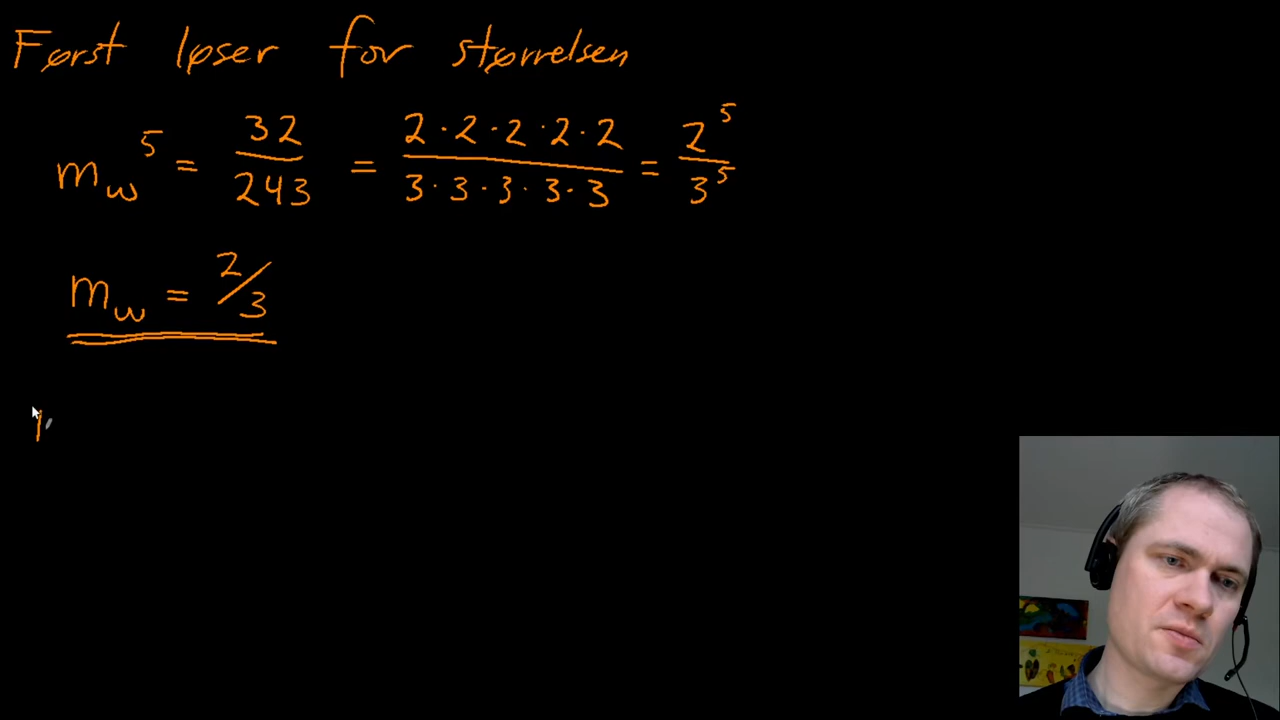 Først løser for størrelsen
m_w^5 = 32/243 = 2·2·2·2·2/3·3·3·3·3 = 2^5/3^5
m_w = 2/3